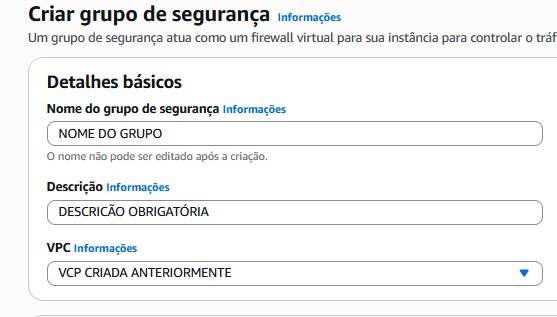 Criar grupo de segurança Informações
Um grupo de segurança atua como um firewall virtual para sua instância para controlar o tráf
Detalhes básicos
Nome do grupo de segurança Informações
NOME DO GRUPO
O nome não pode ser editado após a criação.
Descrição Informações
DESCRICÃO OBRIGATÓRIA
VPC Informações
VCP CRIADA ANTERIORMENTE